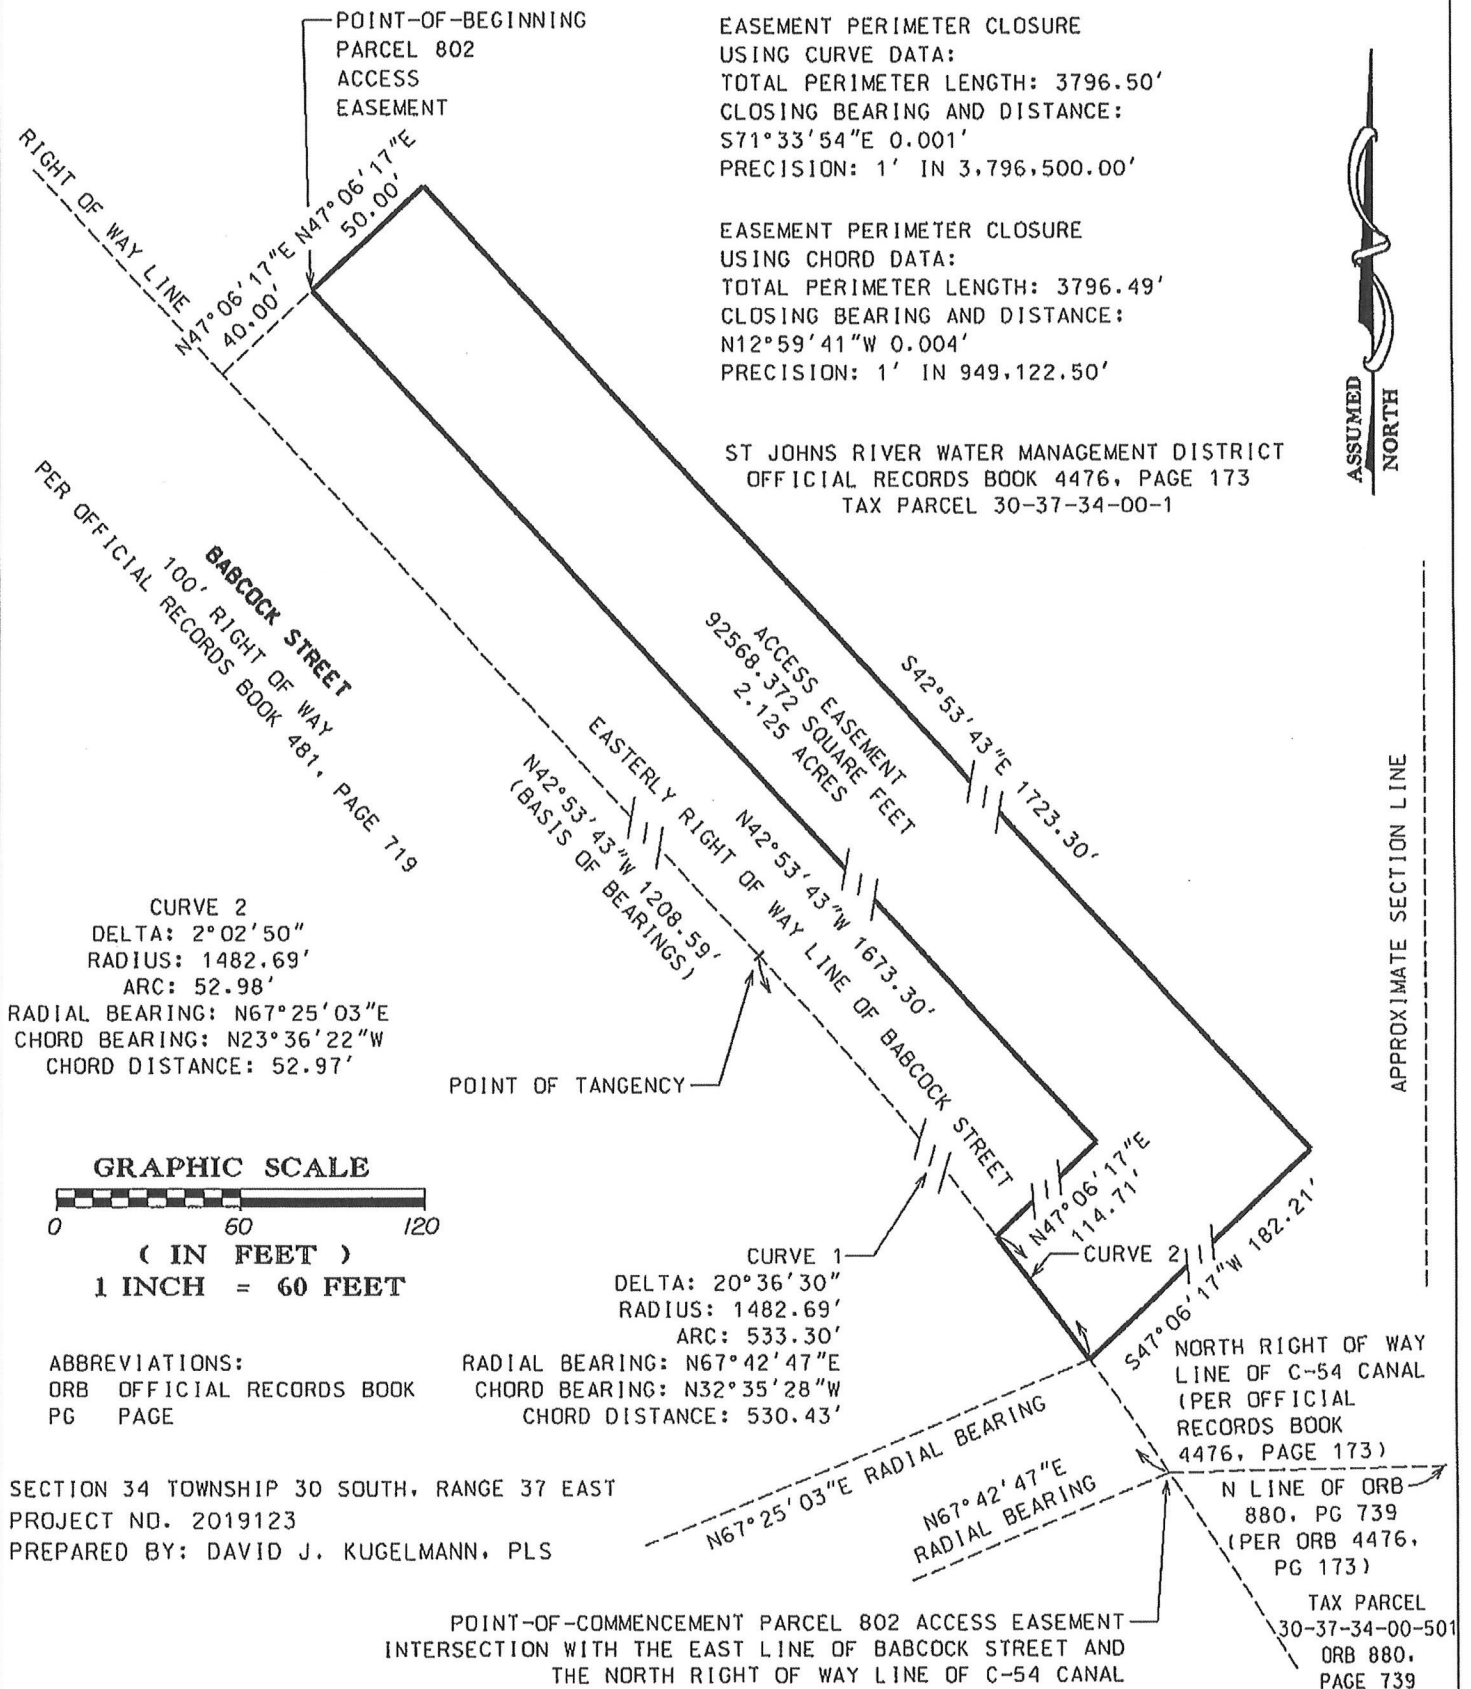 POINT-OF-BEGINNING
PARCEL 802
ACCESS
EASEMENT
EASEMENT PERIMETER CLOSURE
USING CURVE DATA:
TOTAL PERIMETER LENGTH: 3796.50'
CLOSING BEARING AND DISTANCE:
S71°33'54"E 0.001'
PRECISION: 1' IN 3,796,500.00'
EASEMENT PERIMETER CLOSURE
USING CHORD DATA:
TOTAL PERIMETER LENGTH: 3796.49'
CLOSING BEARING AND DISTANCE:
N12°59'41"W 0.004'
PRECISION: 1' IN 949,122.50'
ASSUMED
NORTH
RIGHT OF WAY LINE
N47°06'17"E
40.00'
N47°06'17"E
50.00'
ST JOHNS RIVER WATER MANAGEMENT DISTRICT
OFFICIAL RECORDS BOOK 4476, PAGE 173
TAX PARCEL 30-37-34-00-1
BABCOCK STREET
100' RIGHT OF WAY
PER OFFICIAL RECORDS BOOK 481, PAGE 719
ACCESS EASEMENT
92568.372 SQUARE FEET
2.125 ACRES
S42°53'43"E 1723.30'
EASTERLY RIGHT OF WAY LINE OF BABCOCK STREET
N42°53'43"W 1673.30'
N42°53'43"W 1208.59'
(BASIS OF BEARINGS)
APPROXIMATE SECTION LINE
CURVE 2
DELTA: 2°02'50"
RADIUS: 1482.69'
ARC: 52.98'
RADIAL BEARING: N67°25'03"E
CHORD BEARING: N23°36'22"W
CHORD DISTANCE: 52.97'
POINT OF TANGENCY
GRAPHIC SCALE
0 60 120
( IN FEET )
1 INCH = 60 FEET
N47°06'17"E
114.71'
CURVE 2
S47°06'17"W 182.21'
CURVE 1
DELTA: 20°36'30"
RADIUS: 1482.69'
ARC: 533.30'
RADIAL BEARING: N67°42'47"E
CHORD BEARING: N32°35'28"W
CHORD DISTANCE: 530.43'
ABBREVIATIONS:
ORB OFFICIAL RECORDS BOOK
PG PAGE
NORTH RIGHT OF WAY
LINE OF C-54 CANAL
(PER OFFICIAL
RECORDS BOOK
4476, PAGE 173)
N67°25'03"E RADIAL BEARING
N67°42'47"E
RADIAL BEARING
N LINE OF ORB
880, PG 739
(PER ORB 4476,
PG 173)
SECTION 34 TOWNSHIP 30 SOUTH, RANGE 37 EAST
PROJECT NO. 2019123
PREPARED BY: DAVID J. KUGELMANN, PLS
POINT-OF-COMMENCEMENT PARCEL 802 ACCESS EASEMENT
INTERSECTION WITH THE EAST LINE OF BABCOCK STREET AND
THE NORTH RIGHT OF WAY LINE OF C-54 CANAL
TAX PARCEL
30-37-34-00-501
ORB 880,
PAGE 739